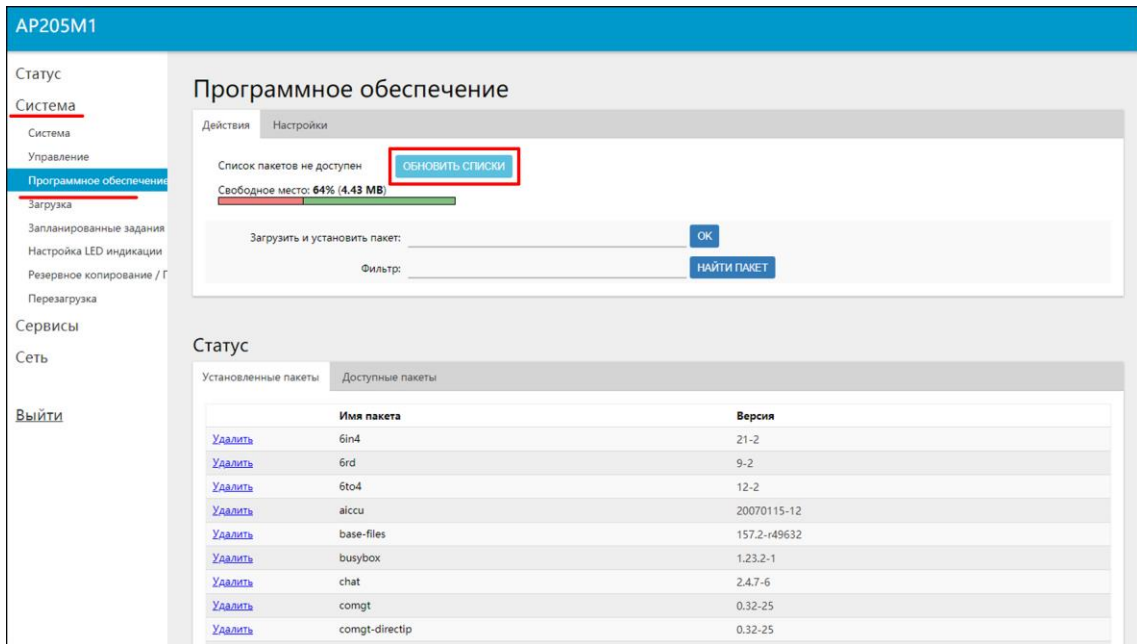 AP205M1
Статус
Система
Система
Управление
Программное обеспечение
Загрузка
Запланированные задания
Настройка LED индикации
Резервное копирование / П
Перезагрузка
Сервисы
Сеть
Выйти
Программное обеспечение
Действия Настройки
Список пакетов не доступен ОБНОВИТЬ СПИСКИ
Свободное место: 64% (4.43 MB)
Загрузить и установить пакет: OK
Фильтр: НАЙТИ ПАКЕТ
Статус
Установленные пакеты Доступные пакеты
Имя пакета Версия
Удалить 6in4 21-2
Удалить 6rd 9-2
Удалить 6to4 12-2
Удалить aiccu 20070115-12
Удалить base-files 157.2-r49632
Удалить busybox 1.23.2-1
Удалить chat 2.4.7-6
Удалить comgt 0.32-25
Удалить comgt-directip 0.32-25